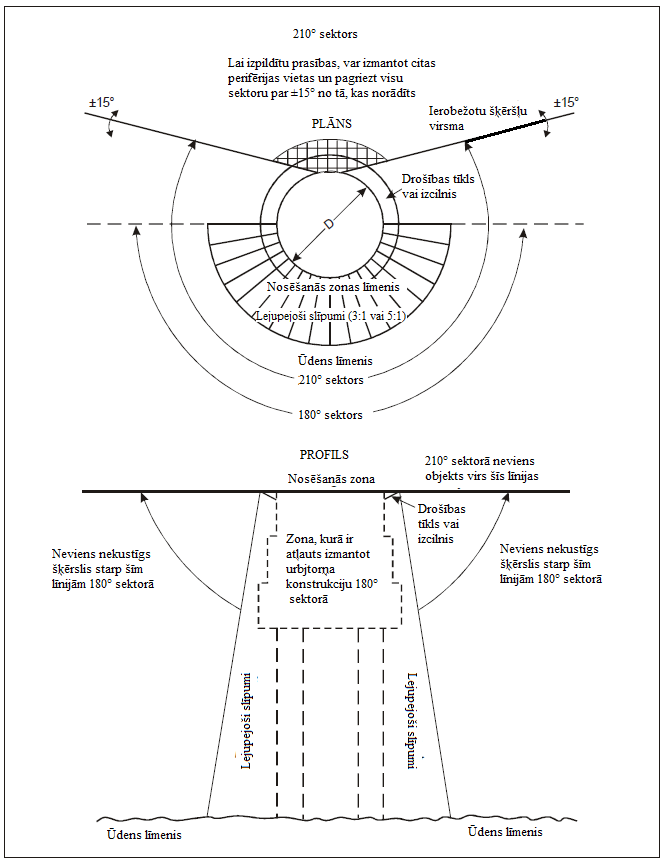 210° sektors
Lai izpildītu prasības, var izmantot citas
perifērijas vietas un pagriezt visu
sektoru par ±15° no tā, kas norādīts
±15°
±15°
Ierobežotu šķēršļu
virsma
PLĀNS
Drošības tīkls
vai izcilnis
D
Nosēšanās zonas līmenis
Lejupejoši slīpumi (3:1 vai 5:1)
Ūdens līmenis
210° sektors
180° sektors
PROFILS
210° sektorā neviens
objekts virs šīs līnijas
Nosēšanās zona
Drošības
tīkls vai
izcilnis
Zona, kurā ir
atļauts izmantot
urbjtorņa
konstrukciju 180°
sektorā
Neviens nekustīgs
šķērslis starp šīm
līnijām 180° sektorā
Neviens nekustīgs
šķērslis starp šīm
līnijām 180° sektorā
Lejupejoši slīpumi
Lejupejoši slīpumi
Ūdens līmenis
Ūdens līmenis